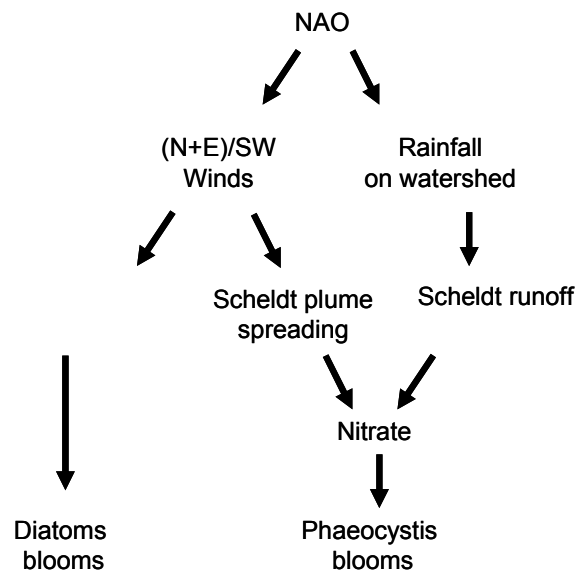 NAO
(N+E)/SW
Winds
Rainfall
on watershed
Scheldt plume
spreading
Scheldt runoff
Nitrate
Diatoms
blooms
Phaeocystis
blooms